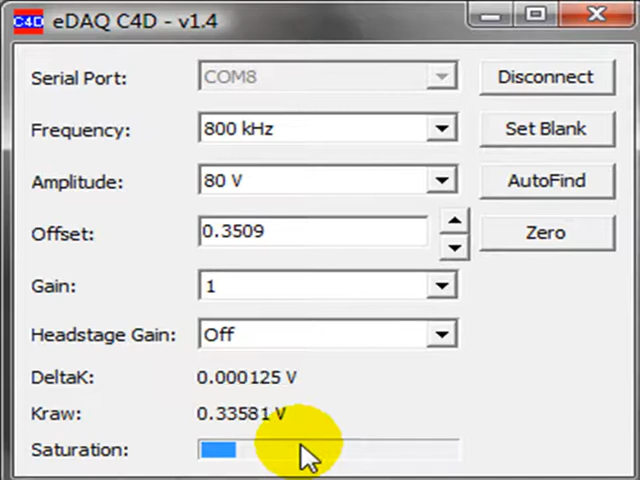 C4D eDAQ C4D - v1.4
Serial Port: COM8 Disconnect
Frequency: 800 kHz Set Blank
Amplitude: 80 V AutoFind
Offset: 0.3509 Zero
Gain: 1
Headstage Gain: Off
DeltaK: 0.000125 V
Kraw: 0.33581 V
Saturation: